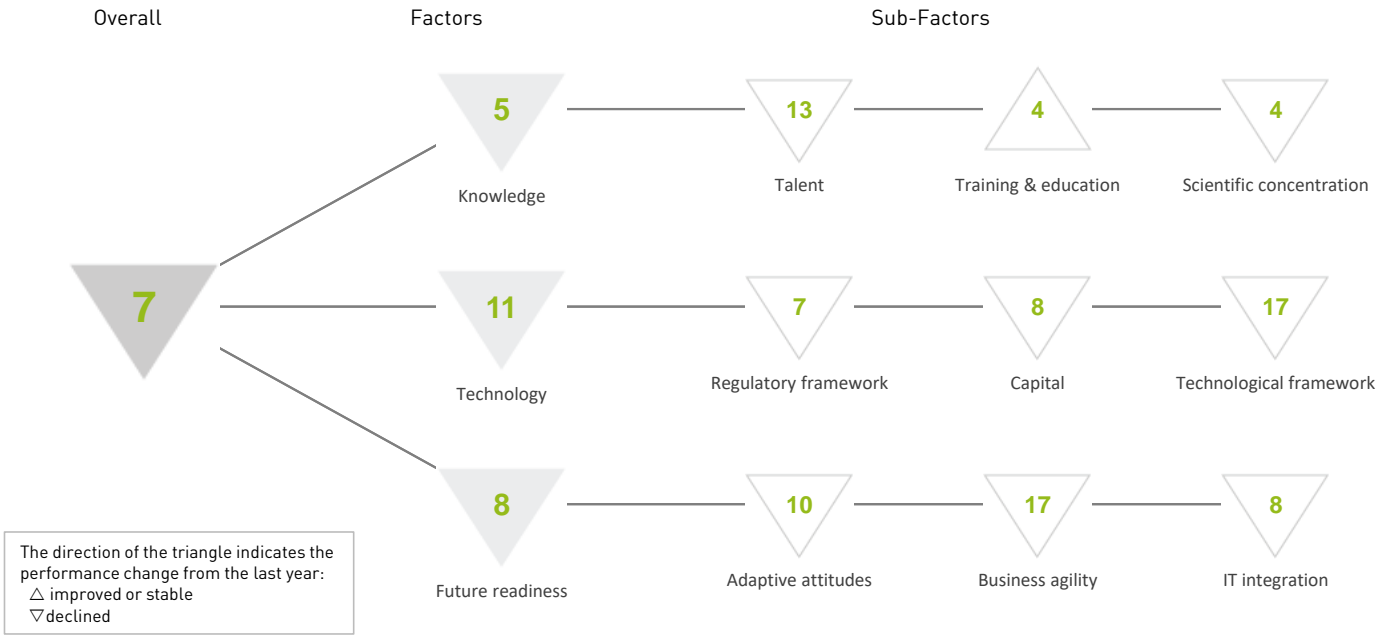 Overall Factors Sub-Factors
5 13 4 4
Knowledge Talent Training & education Scientific concentration
7 11 7 8 17
Technology Regulatory framework Capital Technological framework
8 10 17 8
Future readiness Adaptive attitudes Business agility IT integration
The direction of the triangle indicates the
performance change from the last year:
△ improved or stable
▽ declined